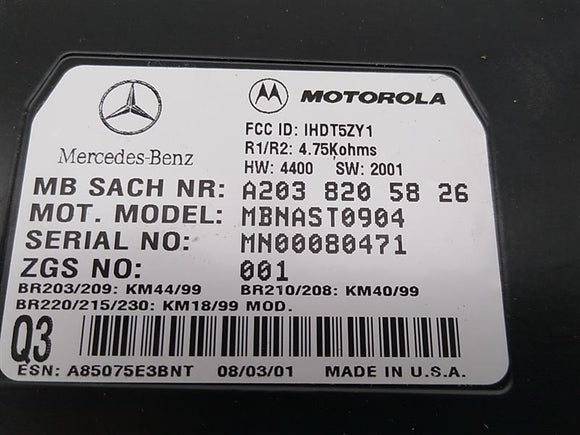 MOTOROLA
Mercedes-Benz
FCC ID: IHDT5ZY1
R1/R2: 4.75Kohms
HW: 4400 SW: 2001
MB SACH NR: A203 820 58 26
MOT. MODEL: MBNAST0904
SERIAL NO: MN00080471
ZGS NO: 001
BR203/209: KM44/99 BR210/208: KM40/99
BR220/215/230: KM18/99 MOD.
Q3
ESN: A85075E3BNT 08/03/01 MADE IN U.S.A.